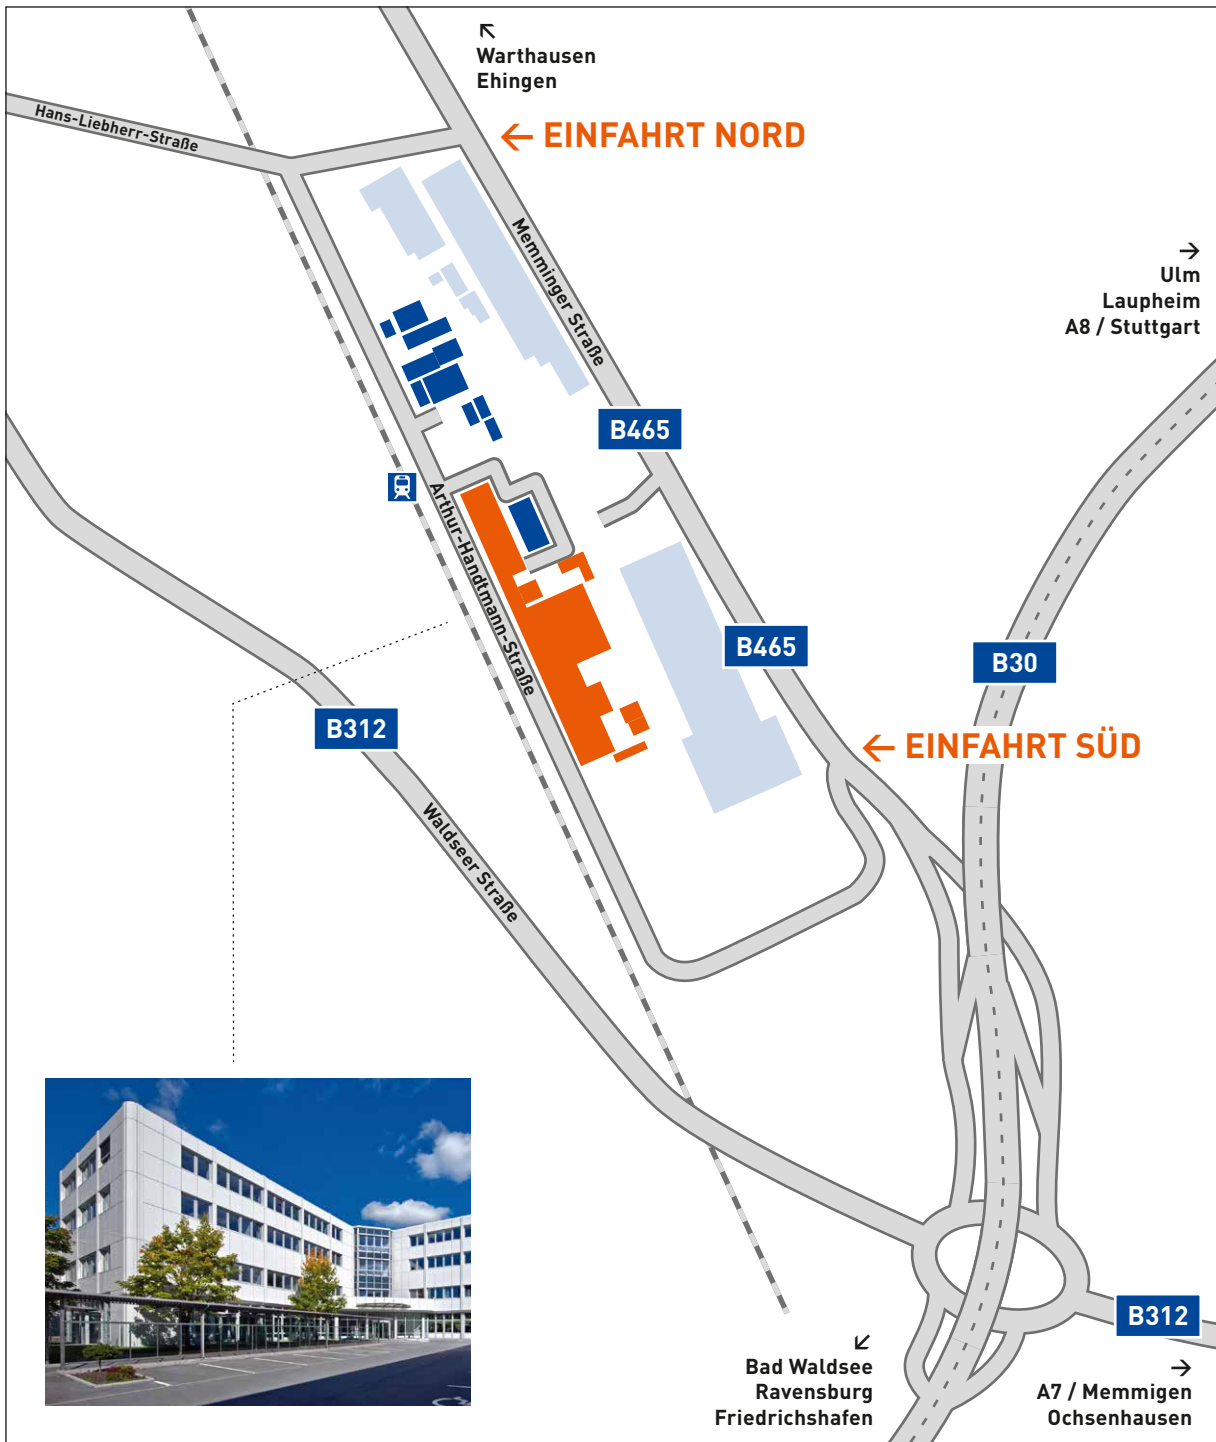 Warthausen
Ehingen
← EINFAHRT NORD
Hans-Liebherr-Straße
Memminger Straße
Ulm
Laupheim
A8 / Stuttgart
B465
Arthur-Handtmann-Straße
B465
B30
B312
← EINFAHRT SÜD
Waldseer Straße
B312
Bad Waldsee
Ravensburg
Friedrichshafen
A7 / Memmigen
Ochsenhausen